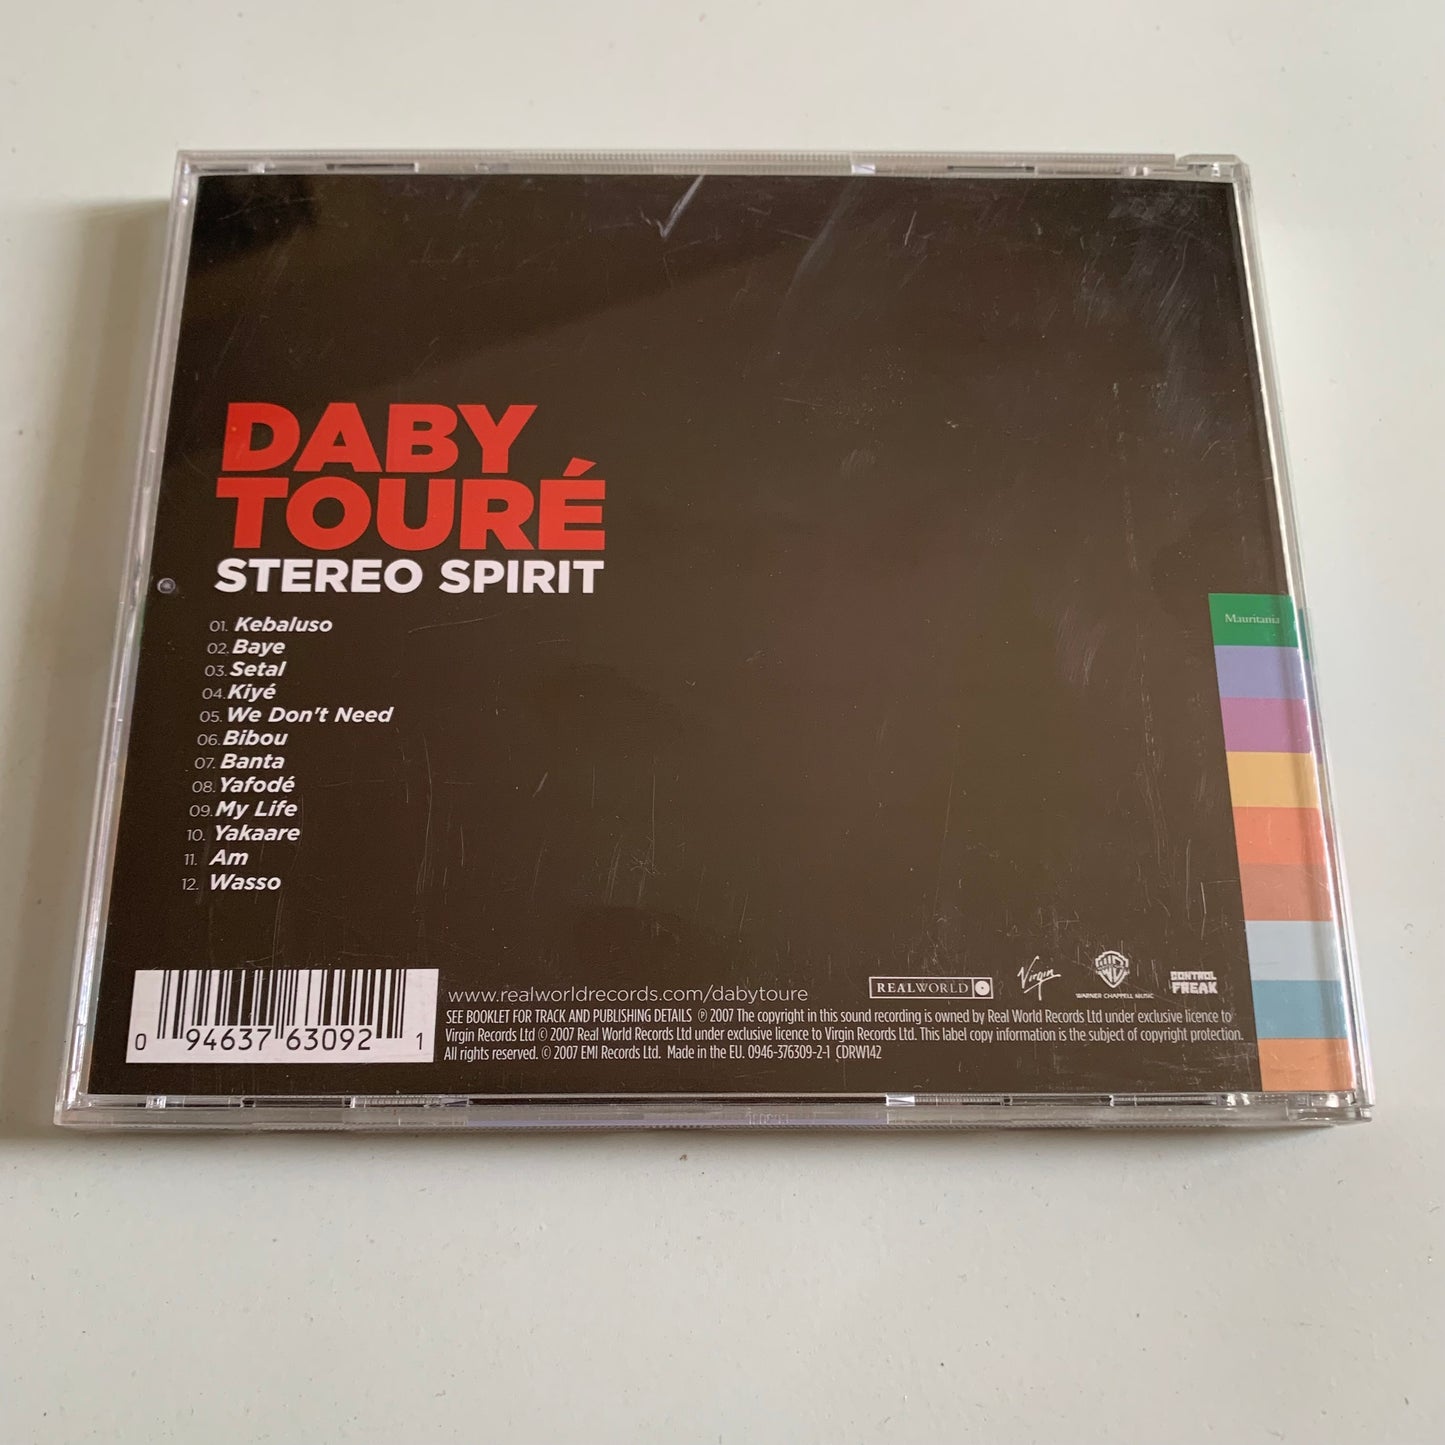 DABY
TOURÉ
STEREO SPIRIT
01. Kebaluso
02. Baye
03. Setal
04. Kiyé
05. We Don't Need
06. Bibou
07. Banta
08. Yafodé
09. My Life
10. Yakaare
11. Am
12. Wasso
Mauritania
0 94637 63092 1
www.realworldrecords.com/dabytoure
REALWORLD
Virgin
WARNER CHAPPELL MUSIC
CONTROL
FREAK
SEE BOOKLET FOR TRACK AND PUBLISHING DETAILS ℗ 2007 The copyright in this sound recording is owned by Real World Records Ltd under exclusive licence to
Virgin Records Ltd © 2007 Real World Records Ltd under exclusive licence to Virgin Records Ltd. This label copy information is the subject of copyright protection.
All rights reserved. © 2007 EMI Records Ltd. Made in the EU. 0946-376309-2-1 CDRW142